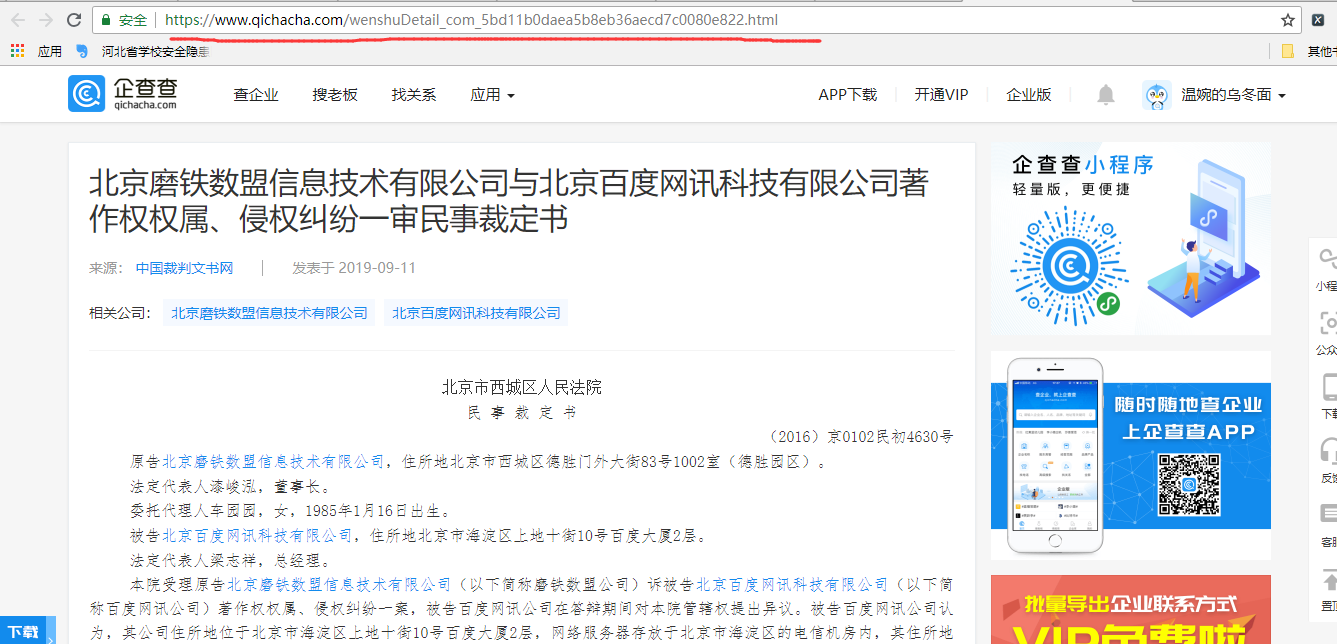 安全 https://www.qichacha.com/wenshuDetail_com_5bd11b0daea5b8eb36aecd7c0080e822.html
应用 河北省学校安全隐患
企查查
qichacha.com
查企业 找老板 找关系 应用 APP下载 开通VIP 企业版 温婉的乌冬面
北京磨铁数盟信息技术有限公司与北京百度网讯科技有限公司著
作权权属、侵权纠纷一审民事裁定书
来源： 中国裁判文书网 | 发表于 2019-09-11
相关公司： 北京磨铁数盟信息技术有限公司 北京百度网讯科技有限公司
北京市西城区人民法院
民 事 裁 定 书
（2016）京0102民初4630号
原告北京磨铁数盟信息技术有限公司，住所地北京市西城区德胜门外大街83号1002室（德胜园区）。
法定代表人漆峻泓，董事长。
委托代理人车园园，女，1985年1月16日出生。
被告北京百度网讯科技有限公司，住所地北京市海淀区上地十街10号百度大厦2层。
法定代表人梁志祥，总经理。
本院受理原告北京磨铁数盟信息技术有限公司（以下简称磨铁数盟公司）诉被告北京百度网讯科技有限公司（以下简
称百度网讯公司）著作权权属、侵权纠纷一案，被告百度网讯公司在答辩期间对本院管辖权提出异议。被告百度网讯公司认
为，其公司住所地位于北京市海淀区上地十街10号百度大厦2层，网络服务器存放于北京市海淀区的电信机房内，其住所地
企查查小程序
轻量版，更便捷
随时随地查企业
上企查查APP
批量导出企业联系方式
VIP免费啦
小程
公众
下载
反馈
客服
置顶
下载